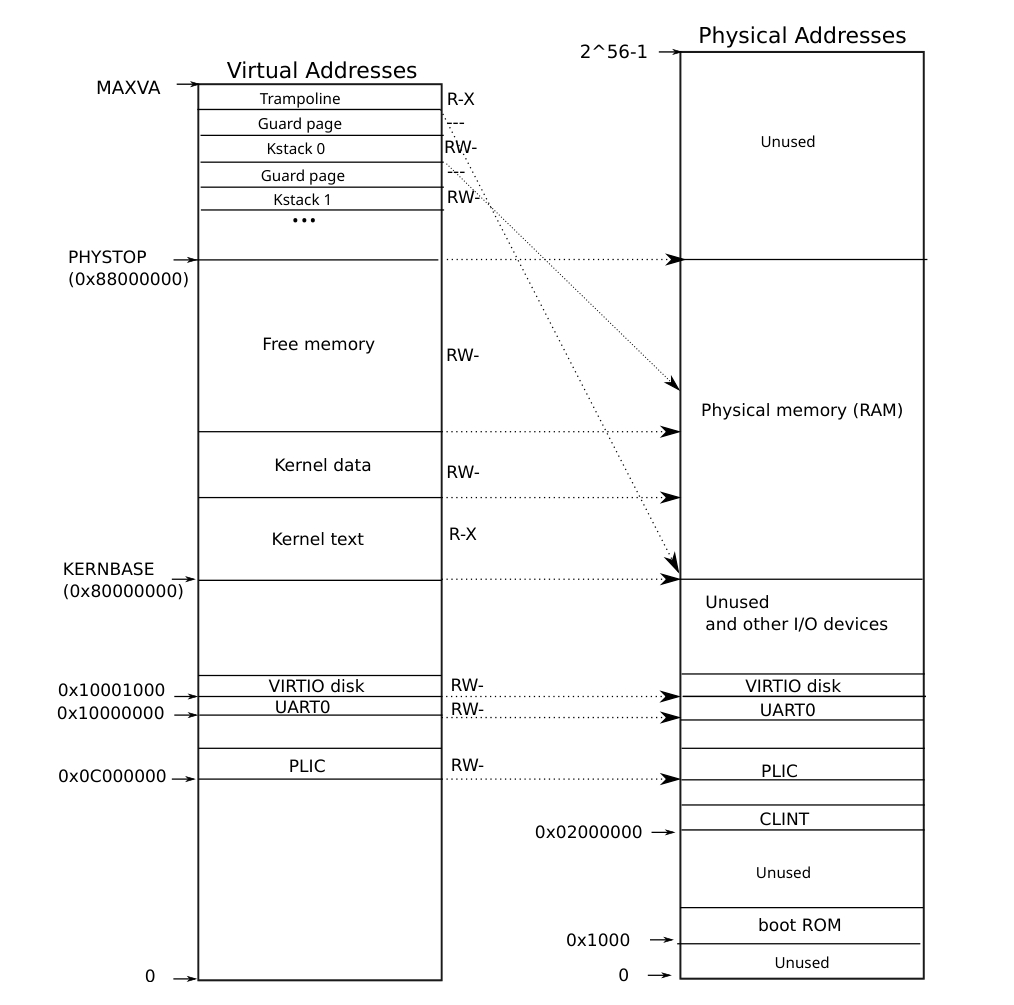 Physical Addresses
2^56-1
Virtual Addresses
MAXVA
Trampoline
R-X
Guard page
---
Unused
Kstack 0
RW-
Guard page
---
Kstack 1
RW-
...
PHYSTOP
(0x88000000)
Free memory
RW-
Physical memory (RAM)
Kernel data
RW-
Kernel text
R-X
KERNBASE
(0x80000000)
Unused
and other I/O devices
0x10001000
VIRTIO disk
RW-
VIRTIO disk
0x10000000
UART0
RW-
UART0
0x0C000000
PLIC
RW-
PLIC
CLINT
0x02000000
Unused
boot ROM
0x1000
Unused
0
0